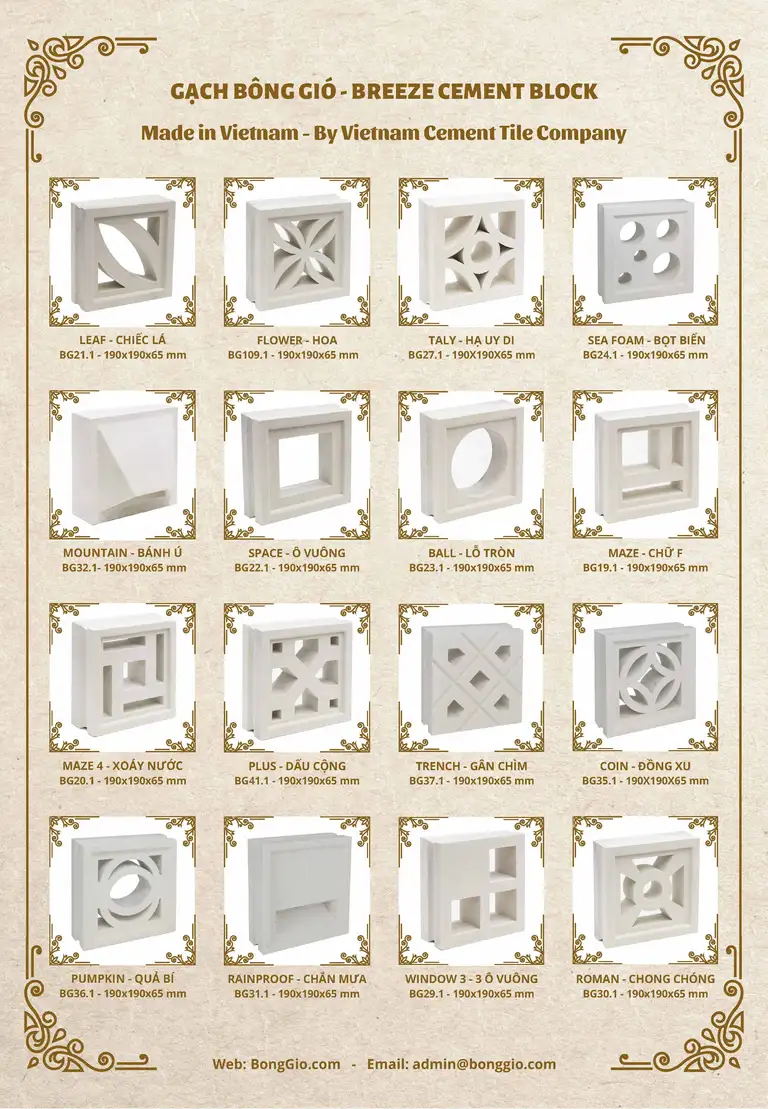 GẠCH BÔNG GIÓ - BREEZE CEMENT BLOCK
Made in Vietnam - By Vietnam Cement Tile Company
LEAF - CHIẾC LÁ
BG21.1 - 190x190x65 mm
FLOWER - HOA
BG109.1 - 190x190x65 mm
TALY - HẠ UY DI
BG27.1 - 190X190X65 mm
SEA FOAM - BỌT BIỂN
BG24.1 - 190x190x65 mm
MOUNTAIN - BÁNH Ú
BG32.1- 190x190x65 mm
SPACE - Ô VUÔNG
BG22.1 - 190x190x65 mm
BALL - LỖ TRÒN
BG23.1- 190x190x65 mm
MAZE - CHỮ F
BG19.1 - 190x190x65 mm
MAZE 4 - XOÁY NƯỚC
BG20.1 - 190x190x65 mm
PLUS - DẤU CỘNG
BG41.1 - 190x190x65 mm
TRENCH - GÂN CHÌM
BG37.1 - 190x190x65 mm
COIN - ĐỒNG XU
BG35.1 - 190X190X65 mm
PUMPKIN - QUẢ BÍ
BG36.1 - 190x190x65 mm
RAINPROOF - CHẮN MƯA
BG31.1 - 190x190x65 mm
WINDOW 3 - 3 Ô VUÔNG
BG29.1 - 190x190x65 mm
ROMAN - CHONG CHÓNG
BG30.1 - 190x190x65 mm
Web: BongGio.com - Email: admin@bonggio.com